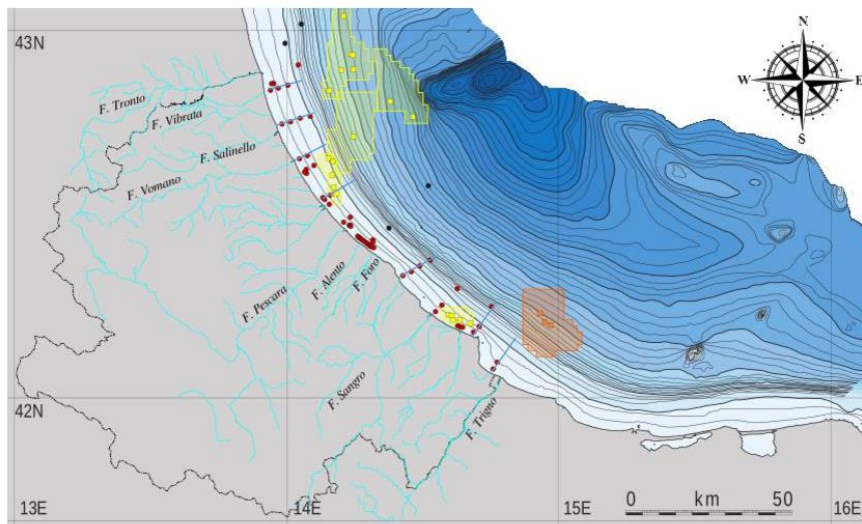 43N
N
W
E
S
F. Tronto
F. Vibrata
F. Salinello
F. Vomano
F. Pescara
F. Alento
F. Foro
F. Sangro
F. Trigno
42N
13E
14E
15E
16E
0 km 50